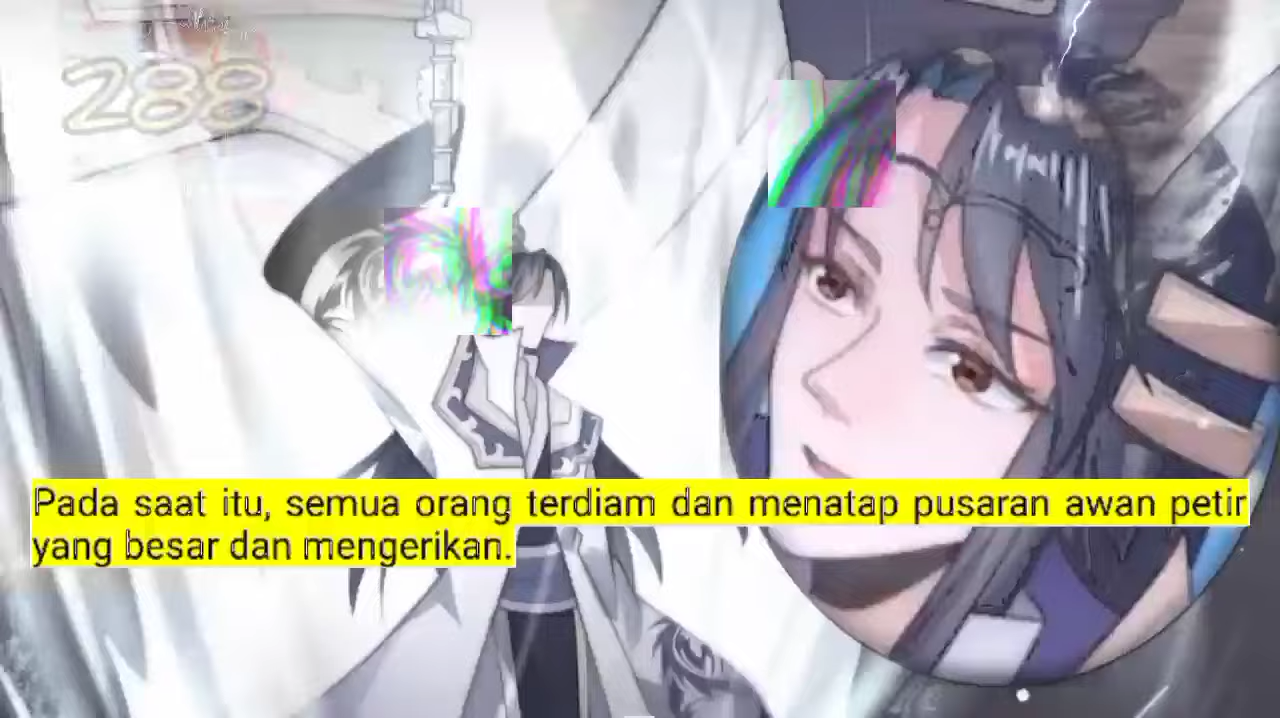 288
Pada saat itu, semua orang terdiam dan menatap pusaran awan petir
yang besar dan mengerikan.